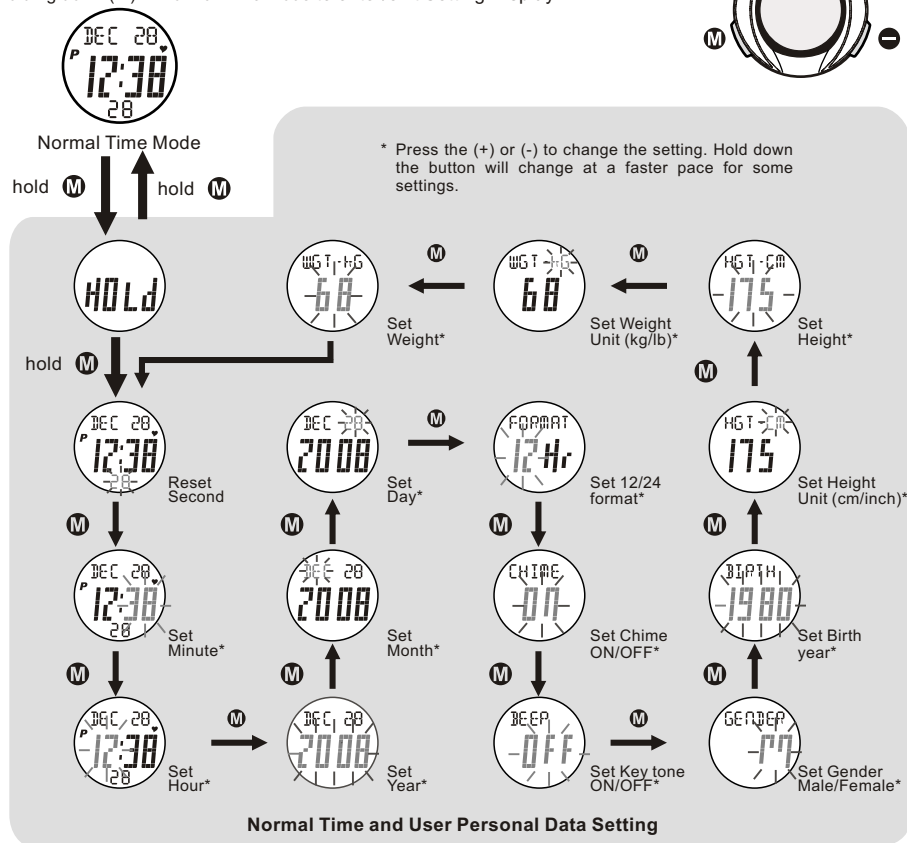 M
DEC 28
P 12:38
28
Normal Time Mode
hold M
hold M
* Press the (+) or (-) to change the setting. Hold down
the button will change at a faster pace for some
settings.
HOLd
hold M
WGT-KG
68
Set
Weight*
M
WGT-KG
68
Set Weight
Unit (kg/lb)*
M
HGT-CM
175
Set
Height*
M
DEC 28
P 12:38
28
Reset
Second
M
DEC 28
2008
Set
Day*
M
M
FORMAT
12Hr
Set 12/24
format*
M
HGT-CM
175
Set Height
Unit (cm/inch)*
M
DEC 28
P 12:38
28
Set
Minute*
M
DEC 28
2008
Set
Month*
M
CHIME
ON
Set Chime
ON/OFF*
M
BIRTH
1980
Set Birth
year*
M
DEC 28
P 12:38
28
Set
Hour*
M
DEC 28
2008
Set
Year*
BEEP
OFF
Set Key tone
ON/OFF*
M
GENDER
M
Set Gender
Male/Female*
Normal Time and User Personal Data Setting